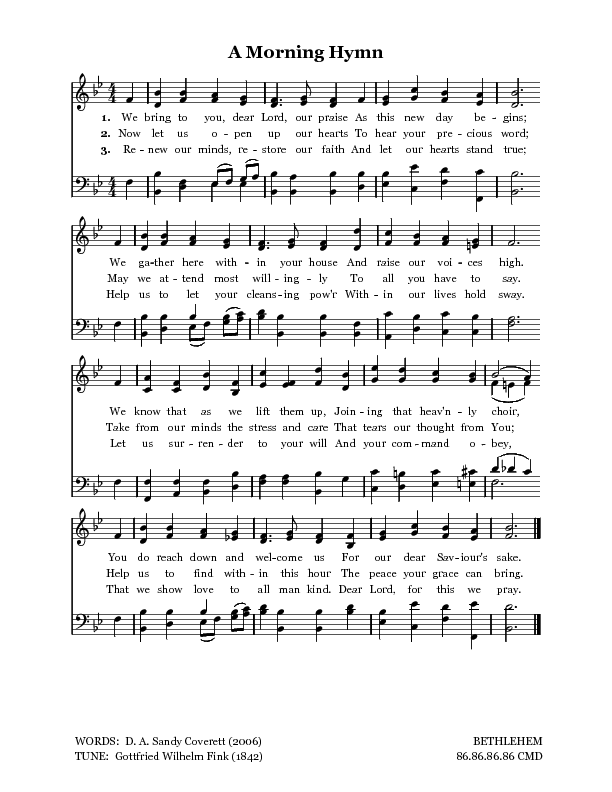 A Morning Hymn
1. We bring to you, dear Lord, our praise As this new day be - gins;
2. Now let us o - pen up our hearts To hear your pre - cious word;
3. Re - new our minds, re - store our faith And let our hearts stand true;
We ga-ther here with - in your house And raise our voi - ces high.
May we at - tend most will - ing - ly To all you have to say.
Help us to let your cleans-ing pow'r With - in our lives hold sway.
We know that as we lift them up, Join - ing that heav'n - ly choir,
Take from our minds the stress and care That tears our thought from You;
Let us sur - ren - der to your will And your com - mand o - bey,
You do reach down and wel-come us For our dear Sav-iour's sake.
Help us to find with - in this hour The peace your grace can bring.
That we show love to all man kind. Dear Lord, for this we pray.
WORDS: D. A. Sandy Coverett (2006) BETHLEHEM
TUNE: Gottfried Wilhelm Fink (1842) 86.86.86.86 CMD